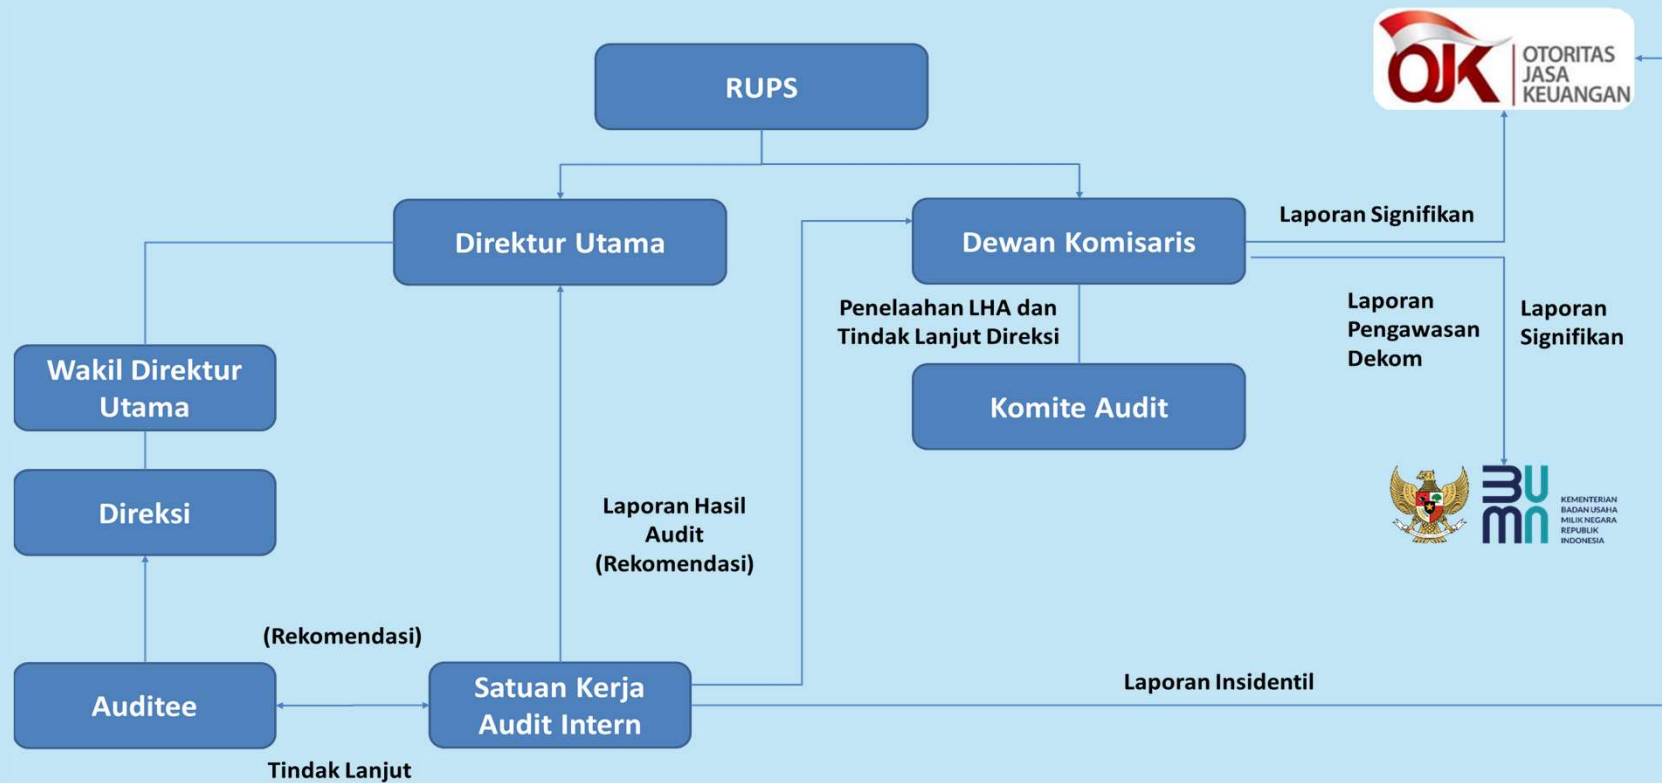 RUPS
OJK
OTORITAS
JASA
KEUANGAN
Direktur Utama
Dewan Komisaris
Laporan Signifikan
Penelaahan LHA dan
Tindak Lanjut Direksi
Laporan
Pengawasan
Dekom
Laporan
Signifikan
Wakil Direktur
Utama
Komite Audit
Direksi
Laporan Hasil
Audit
(Rekomendasi)
BUMN
KEMENTERIAN
BADAN USAHA
MILIK NEGARA
REPUBLIK
INDONESIA
(Rekomendasi)
Auditee
Satuan Kerja
Audit Intern
Laporan Insidentil
Tindak Lanjut